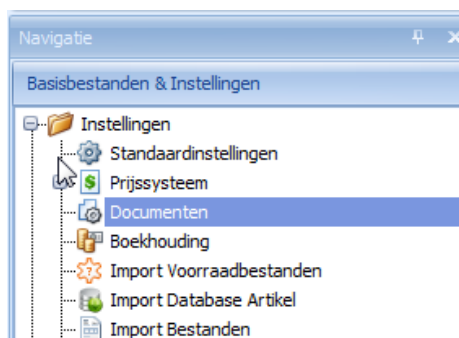 Navigatie
Basisbestanden & Instellingen
Instellingen
Standaardinstellingen
Prijssysteem
Documenten
Boekhouding
Import Voorraadbestanden
Import Database Artikel
Import Bestanden